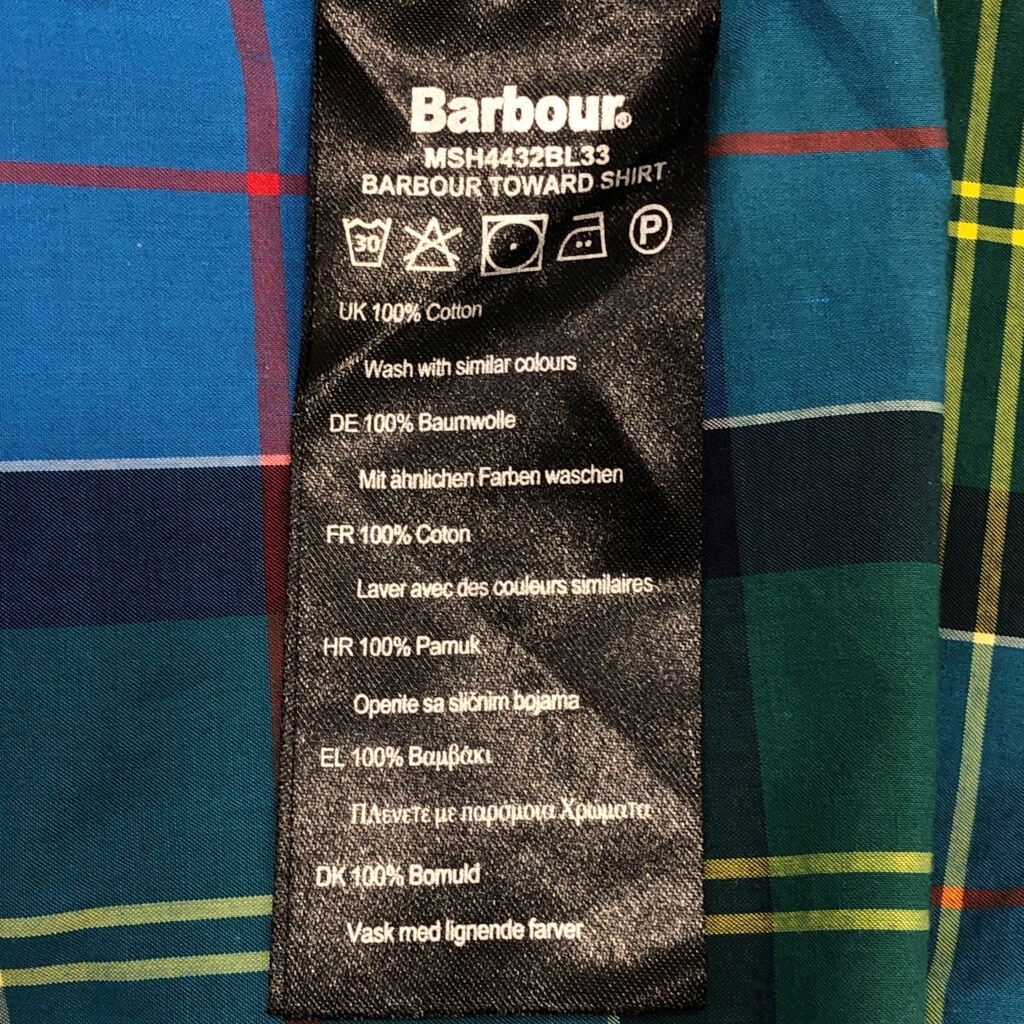 Barbour®
MSH4432BL33
BARBOUR TOWARD SHIRT
30 P
UK 100% Cotton
Wash with similar colours
DE 100% Baumwolle
Mit ähnlichen Farben waschen
FR 100% Coton
Laver avec des couleurs similaires
HR 100% Pamuk
Operite sa sličnim bojama
EL 100% Βαμβάκι
ΠΛενετε με παρόμοια Χρώματα
DK 100% Bomuld
Vask med lignende farver